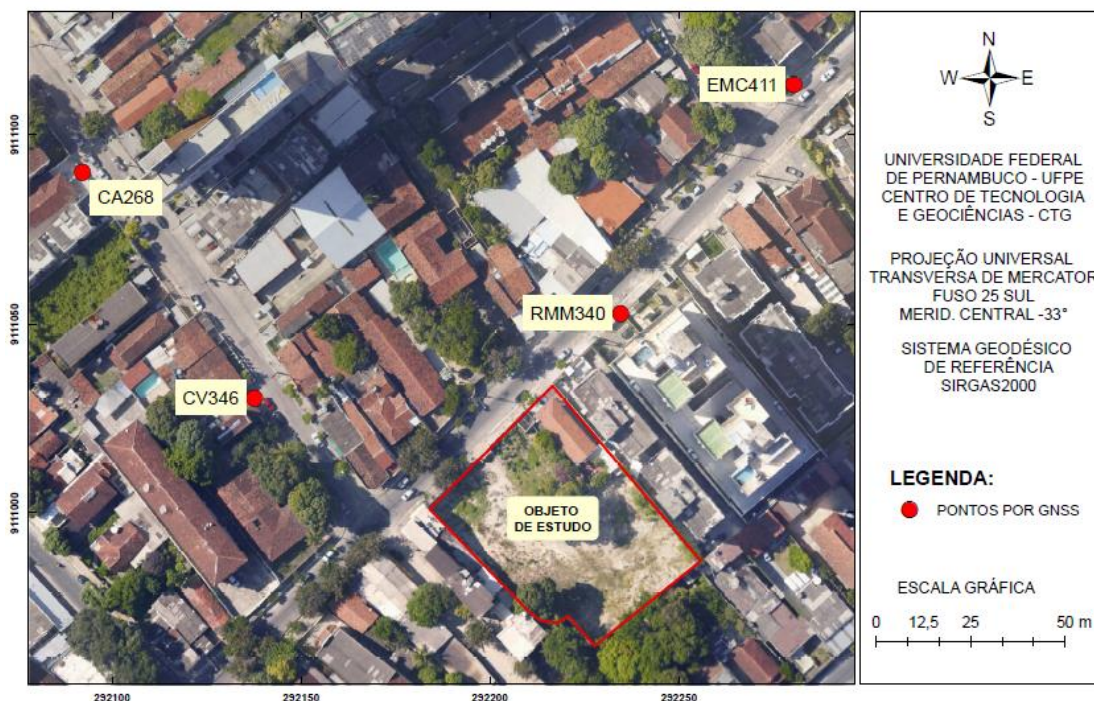 EMC411
CA268
RMM340
CV346
OBJETO
DE ESTUDO
9111100
9111050
9111000
292100
292150
292200
292250
N
W
E
S
UNIVERSIDADE FEDERAL
DE PERNAMBUCO - UFPE
CENTRO DE TECNOLOGIA
E GEOCIÊNCIAS - CTG
PROJEÇÃO UNIVERSAL
TRANSVERSA DE MERCATOR
FUSO 25 SUL
MERID. CENTRAL -33°
SISTEMA GEODÉSICO
DE REFERÊNCIA
SIRGAS2000
LEGENDA:
PONTOS POR GNSS
ESCALA GRÁFICA
0 12,5 25 50 m